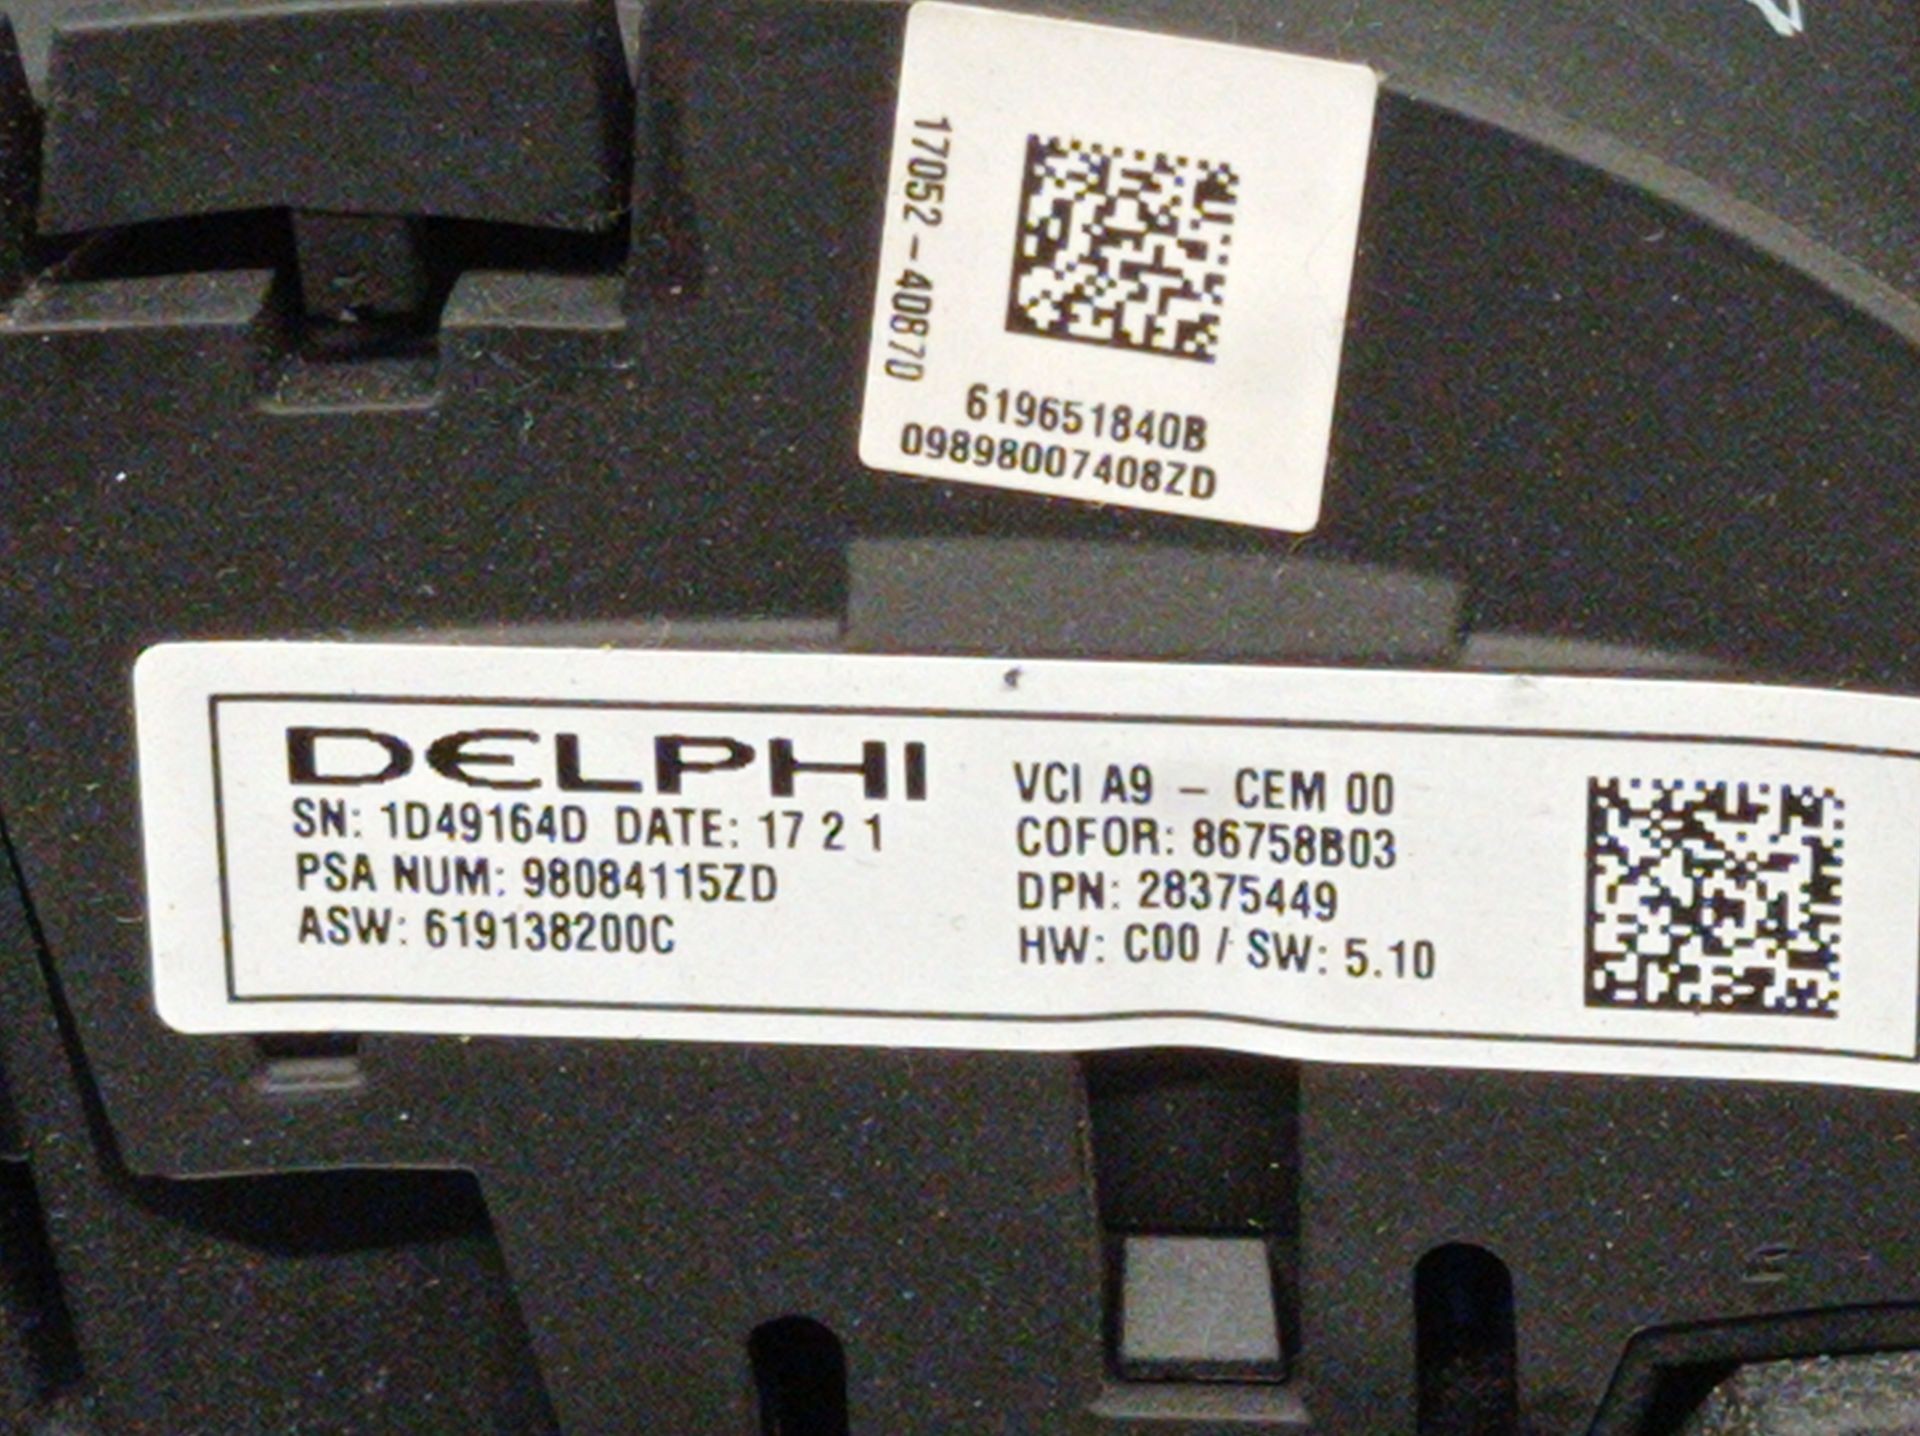 17052-40870
619651840B
09898007408ZD
DELPHI
SN: 1D49164D DATE: 17 2 1
PSA NUM: 98084115ZD
ASW: 619138200C
VCI A9 - CEM 00
COFOR: 86758B03
DPN: 28375449
HW: C00 / SW: 5.10